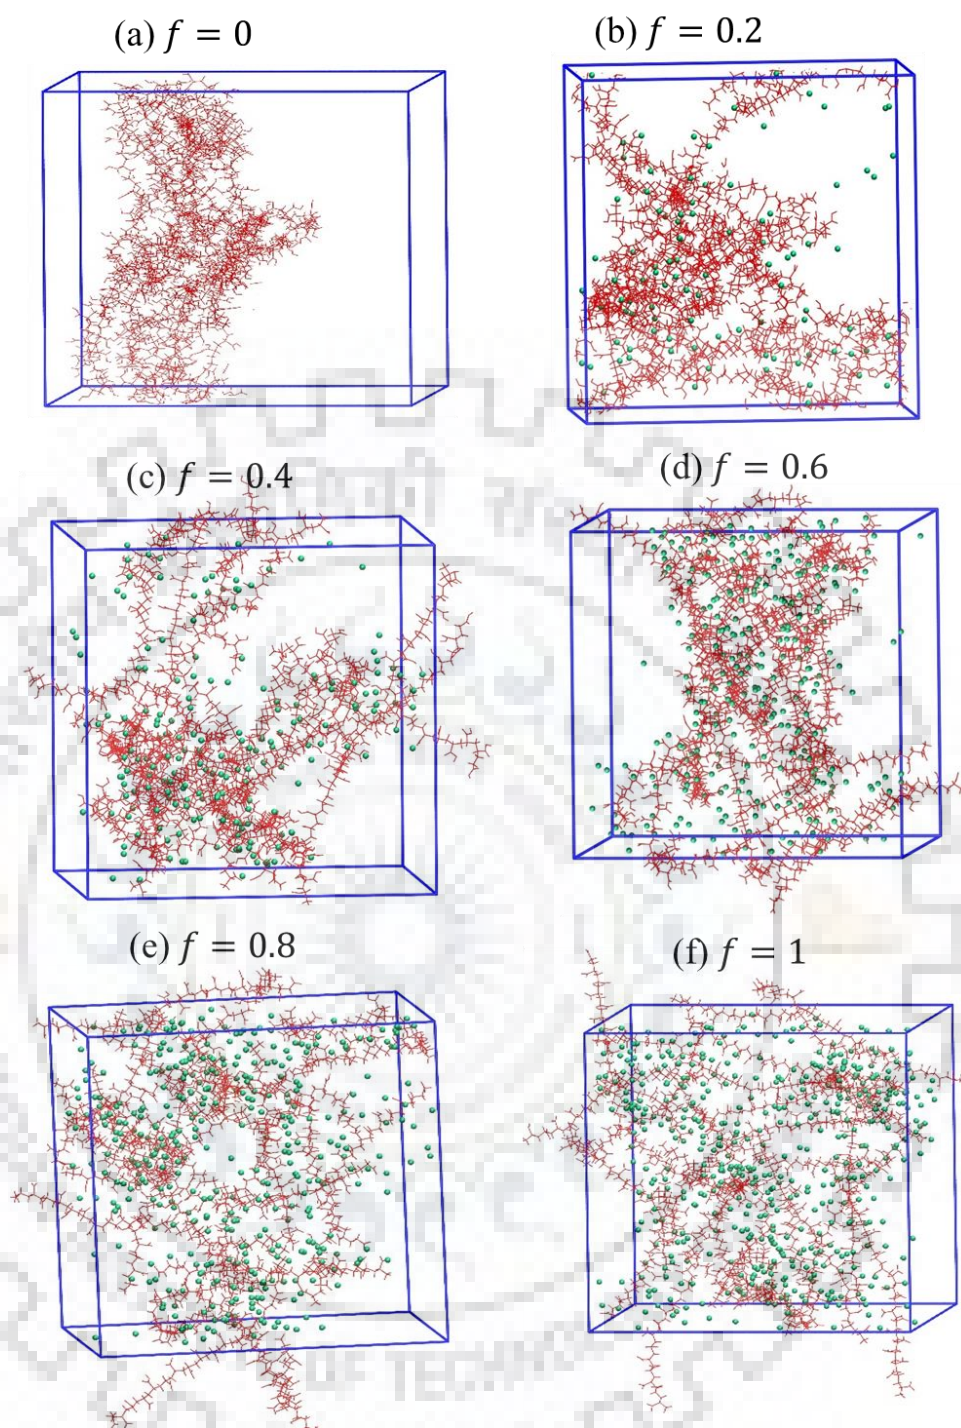 (a) f = 0
(b) f = 0.2
(c) f = 0.4
(d) f = 0.6
(e) f = 0.8
(f) f = 1